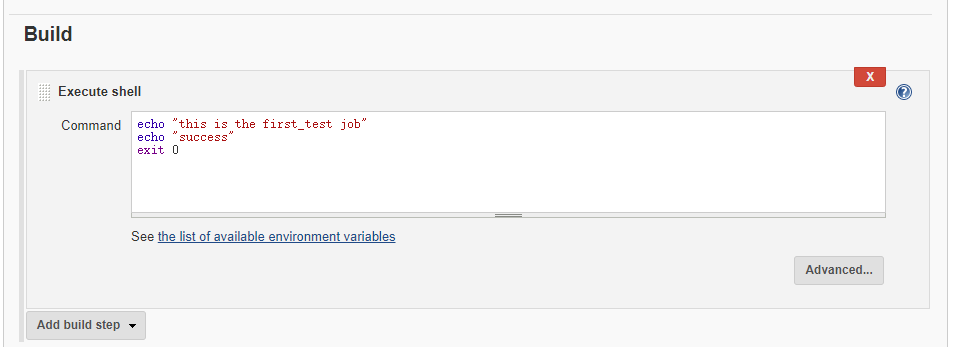 Build
X
Execute shell
?
Command
echo "this is the first_test job"
echo "success"
exit 0
See the list of available environment variables
Advanced...
Add build step